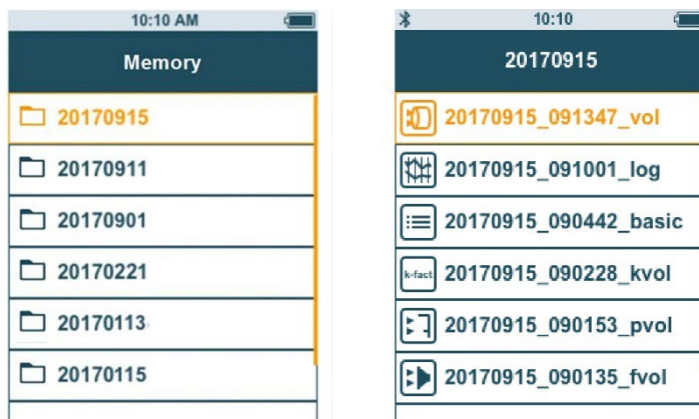 10:10 AM
Memory
20170915
20170911
20170901
20170221
20170113
20170115
10:10
20170915
20170915_091347_vol
20170915_091001_log
20170915_090442_basic
k-fact
20170915_090228_kvol
20170915_090153_pvol
20170915_090135_fvol